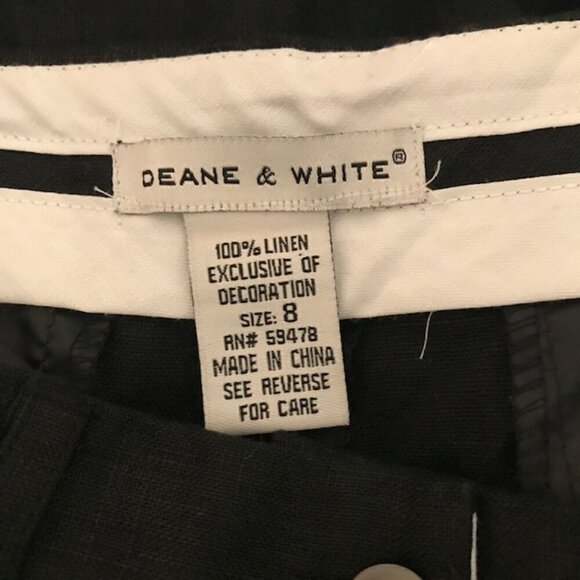 DEANE & WHITE®
100% LINEN
EXCLUSIVE OF
DECORATION
SIZE: 8
RN# 59478
MADE IN CHINA
SEE REVERSE
FOR CARE